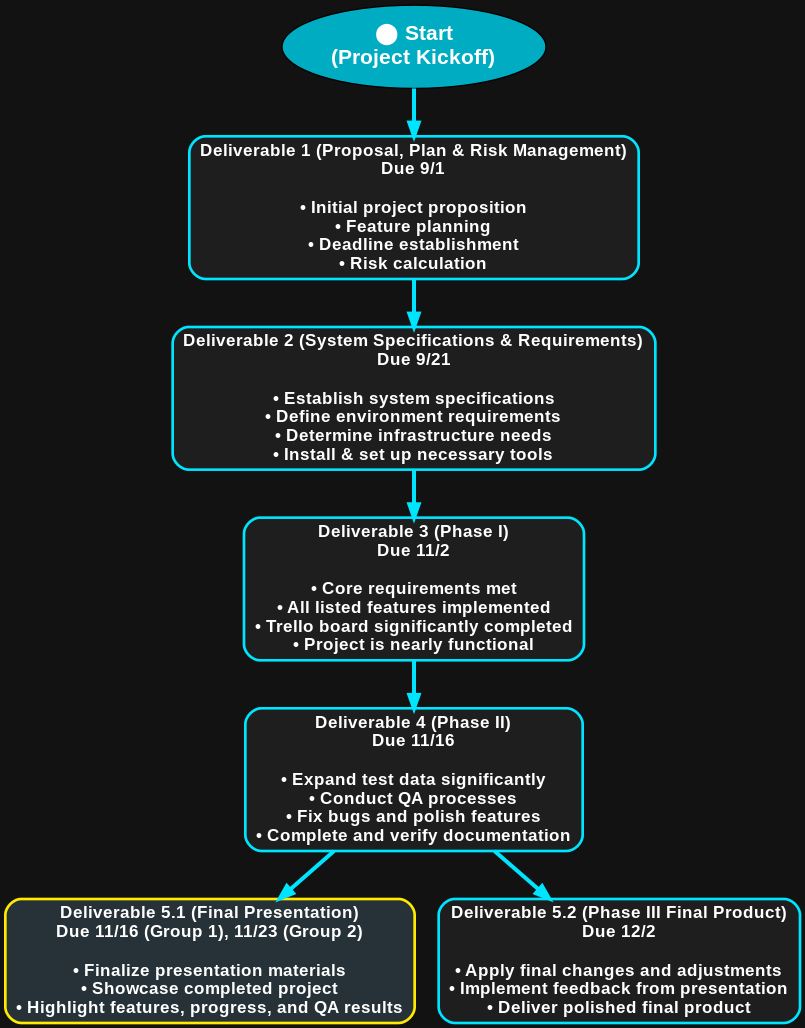 Start
(Project Kickoff)
Deliverable 1 (Proposal, Plan & Risk Management)
Due 9/1
• Initial project proposition
• Feature planning
• Deadline establishment
• Risk calculation
Deliverable 2 (System Specifications & Requirements)
Due 9/21
• Establish system specifications
• Define environment requirements
• Determine infrastructure needs
• Install & set up necessary tools
Deliverable 3 (Phase I)
Due 11/2
• Core requirements met
• All listed features implemented
• Trello board significantly completed
• Project is nearly functional
Deliverable 4 (Phase II)
Due 11/16
• Expand test data significantly
• Conduct QA processes
• Fix bugs and polish features
• Complete and verify documentation
Deliverable 5.1 (Final Presentation)
Due 11/16 (Group 1), 11/23 (Group 2)
• Finalize presentation materials
• Showcase completed project
• Highlight features, progress, and QA results
Deliverable 5.2 (Phase III Final Product)
Due 12/2
• Apply final changes and adjustments
• Implement feedback from presentation
• Deliver polished final product